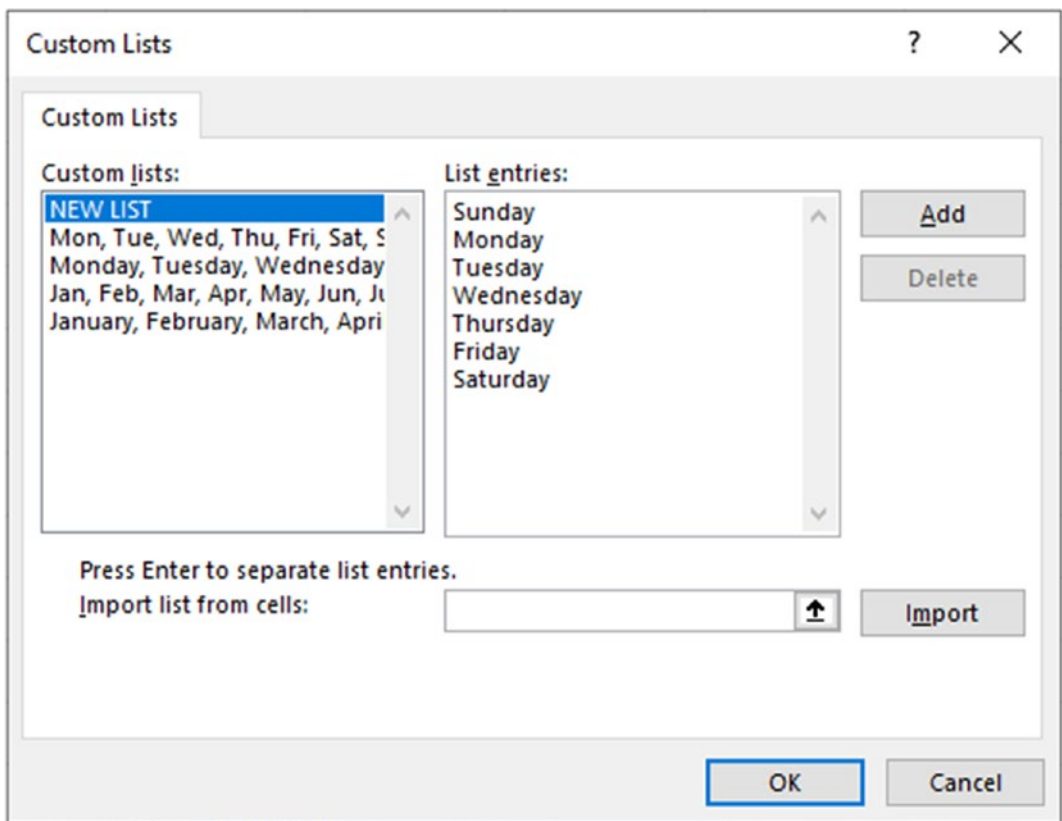 Custom Lists
?
Custom Lists
Custom lists:
NEW LIST
Mon, Tue, Wed, Thu, Fri, Sat, S
Monday, Tuesday, Wednesday
Jan, Feb, Mar, Apr, May, Jun, Ju
January, February, March, Apri
List entries:
Sunday
Monday
Tuesday
Wednesday
Thursday
Friday
Saturday
Add
Delete
Press Enter to separate list entries.
Import list from cells:
Import
OK
Cancel